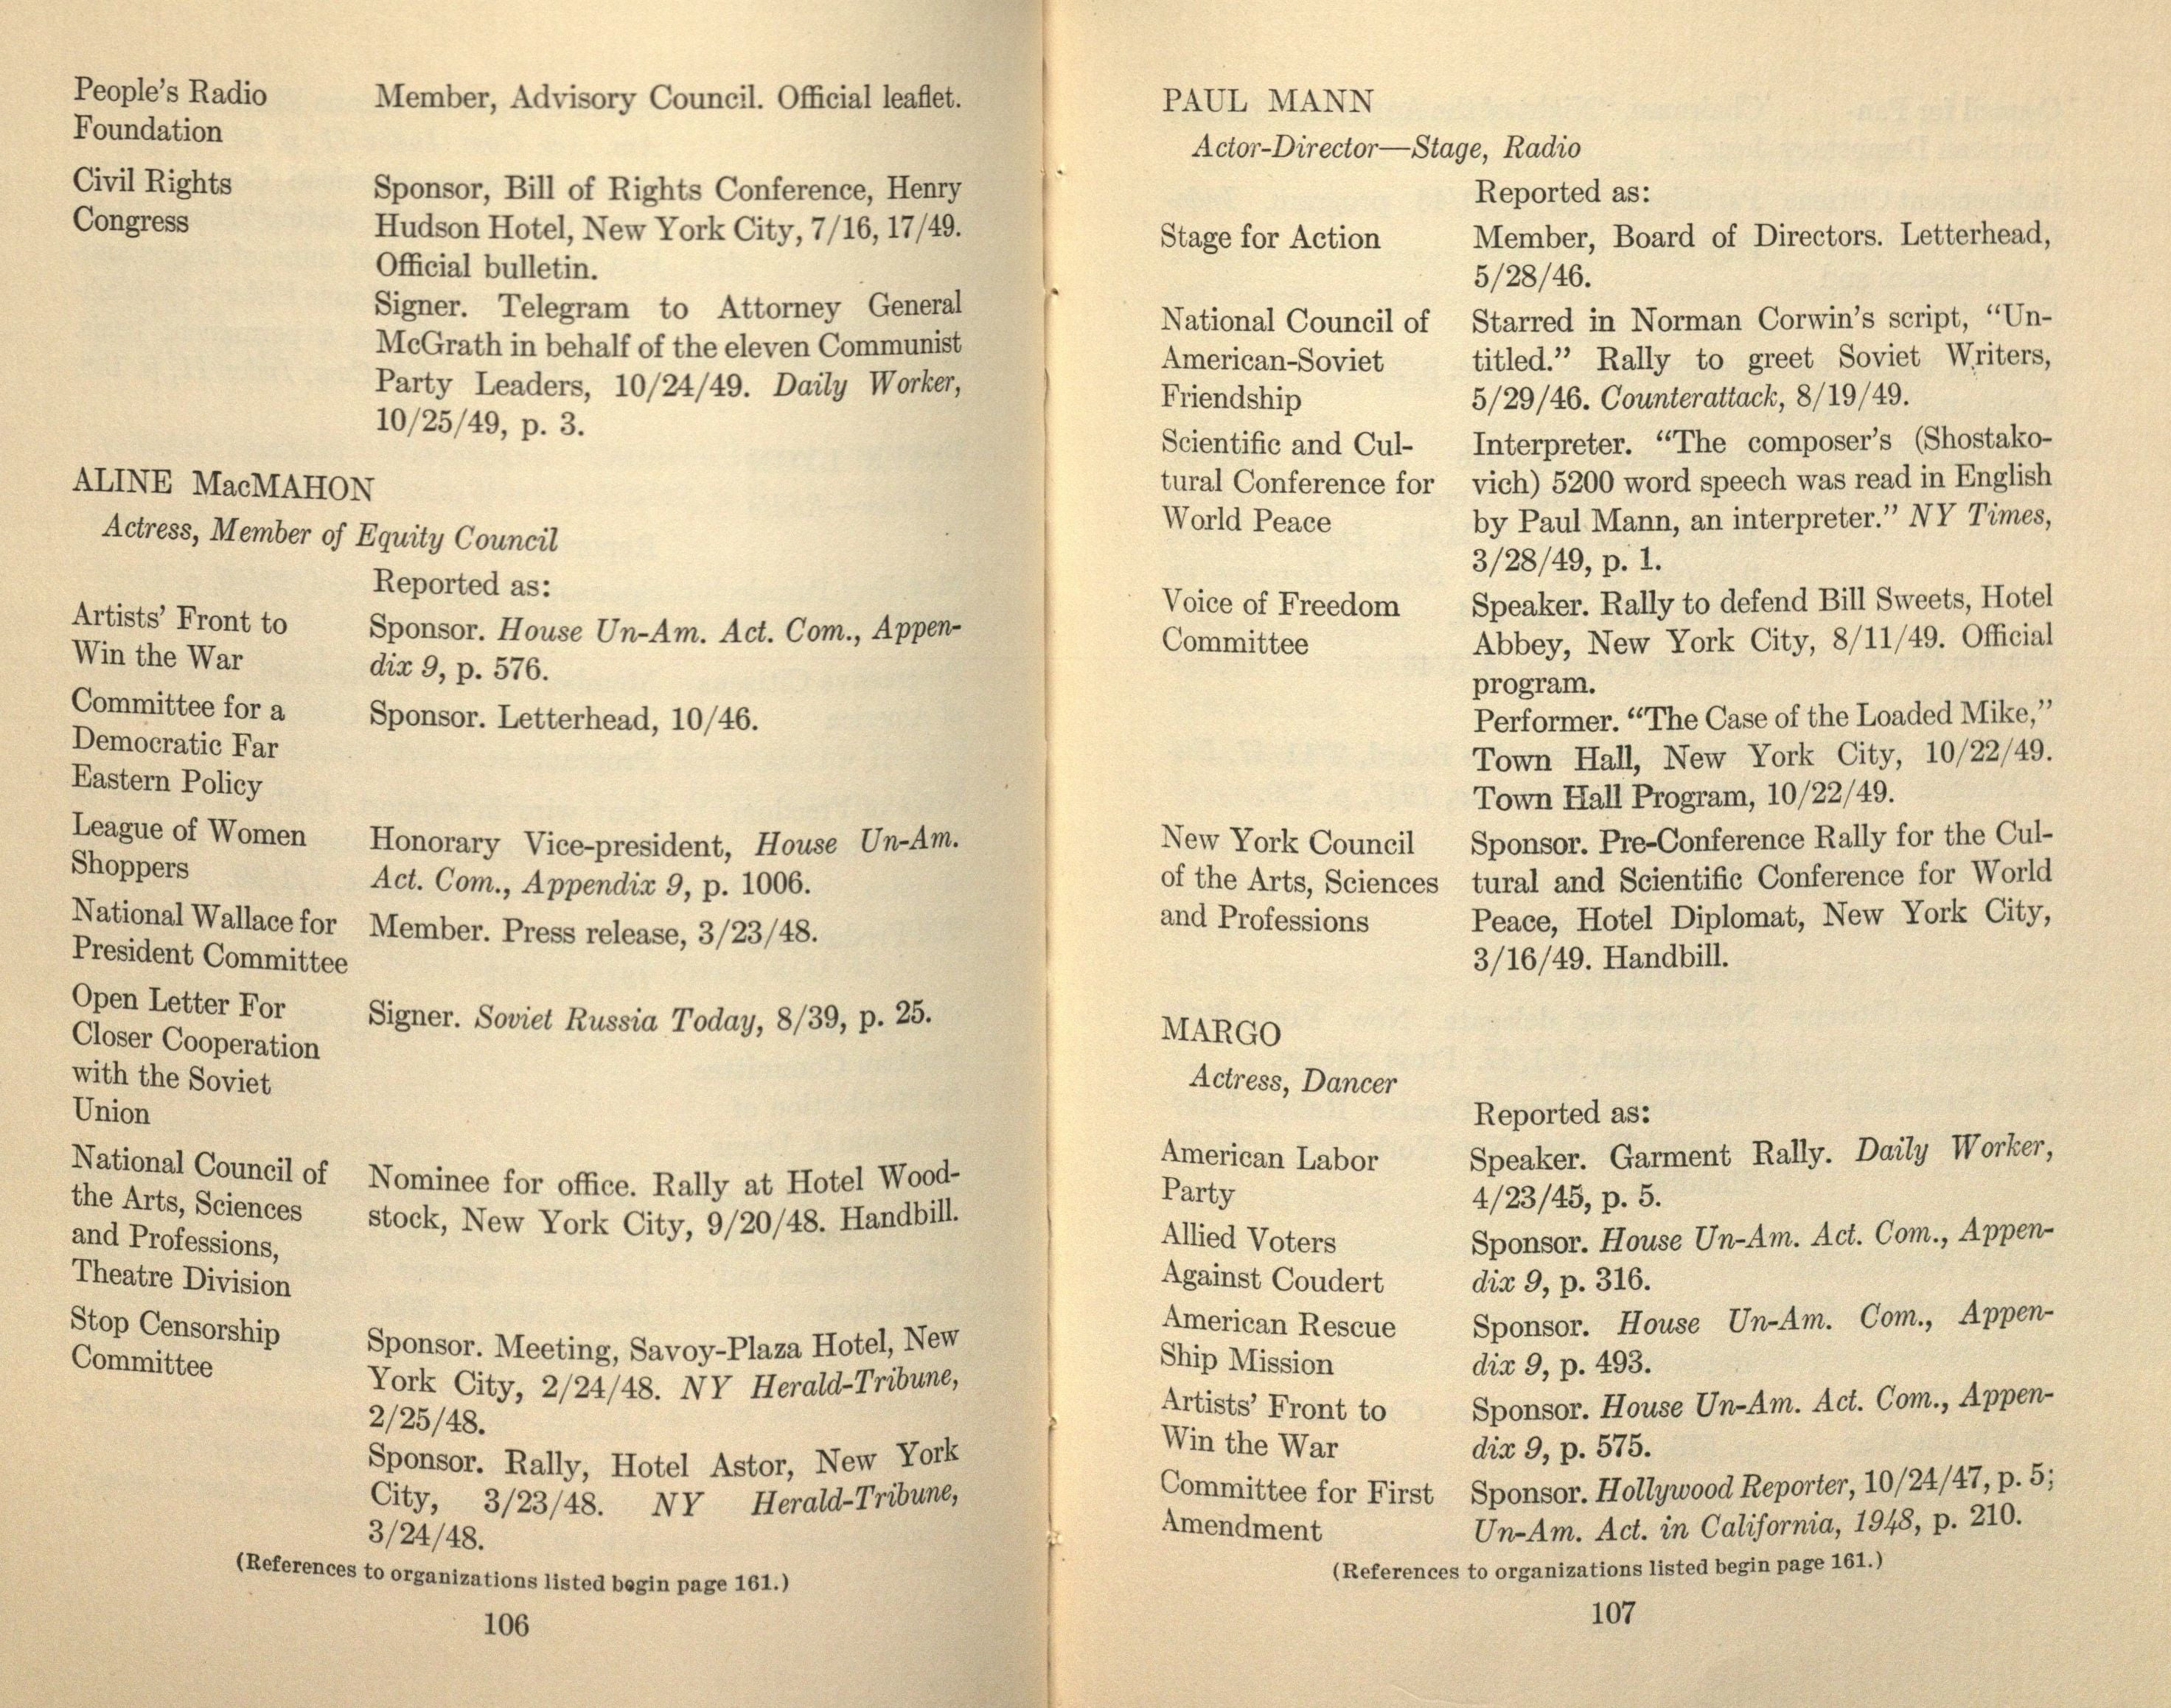 People's Radio
Foundation
Member, Advisory Council. Official leaflet.
Civil Rights
Congress
Sponsor, Bill of Rights Conference, Henry
Hudson Hotel, New York City, 7/16, 17/49.
Official bulletin.
Signer. Telegram to Attorney General
McGrath in behalf of the eleven Communist
Party Leaders, 10/24/49. Daily Worker,
10/25/49, p. 3.
ALINE MacMAHON
Actress, Member of Equity Council
Reported as:
Artists' Front to
Win the War
Sponsor. House Un-Am. Act. Com., Appen-
dix 9, p. 576.
Committee for a
Democratic Far
Eastern Policy
Sponsor. Letterhead, 10/46.
League of Women
Shoppers
Honorary Vice-president, House Un-Am.
Act. Com., Appendix 9, p. 1006.
National Wallace for
President Committee
Member. Press release, 3/23/48.
Open Letter For
Closer Cooperation
with the Soviet
Union
Signer. Soviet Russia Today, 8/39, p. 25.
National Council of
the Arts, Sciences
and Professions,
Theatre Division
Nominee for office. Rally at Hotel Wood-
stock, New York City, 9/20/48. Handbill.
Stop Censorship
Committee
Sponsor. Meeting, Savoy-Plaza Hotel, New
York City, 2/24/48. NY Herald-Tribune,
2/25/48.
Sponsor. Rally, Hotel Astor, New York
City, 3/23/48. NY Herald-Tribune,
3/24/48.
(References to organizations listed begin page 161.)
106
PAUL MANN
Actor-Director—Stage, Radio
Reported as:
Stage for Action
Member, Board of Directors. Letterhead,
5/28/46.
National Council of
American-Soviet
Friendship
Starred in Norman Corwin's script, "Un-
titled." Rally to greet Soviet Writers,
5/29/46. Counterattack, 8/19/49.
Scientific and Cul-
tural Conference for
World Peace
Interpreter. "The composer's (Shostako-
vich) 5200 word speech was read in English
by Paul Mann, an interpreter." NY Times,
3/28/49, p. 1.
Voice of Freedom
Committee
Speaker. Rally to defend Bill Sweets, Hotel
Abbey, New York City, 8/11/49. Official
program.
Performer. "The Case of the Loaded Mike,"
Town Hall, New York City, 10/22/49.
Town Hall Program, 10/22/49.
New York Council
of the Arts, Sciences
and Professions
Sponsor. Pre-Conference Rally for the Cul-
tural and Scientific Conference for World
Peace, Hotel Diplomat, New York City,
3/16/49. Handbill.
MARGO
Actress, Dancer
Reported as:
American Labor
Party
Speaker. Garment Rally. Daily Worker,
4/23/45, p. 5.
Allied Voters
Against Coudert
Sponsor. House Un-Am. Act. Com., Appen-
dix 9, p. 316.
American Rescue
Ship Mission
Sponsor. House Un-Am. Com., Appen-
dix 9, p. 493.
Artists' Front to
Win the War
Sponsor. House Un-Am. Act. Com., Appen-
dix 9, p. 575.
Committee for First
Amendment
Sponsor. Hollywood Reporter, 10/24/47, p. 5;
Un-Am. Act. in California, 1948, p. 210.
(References to organizations listed begin page 161.)
107